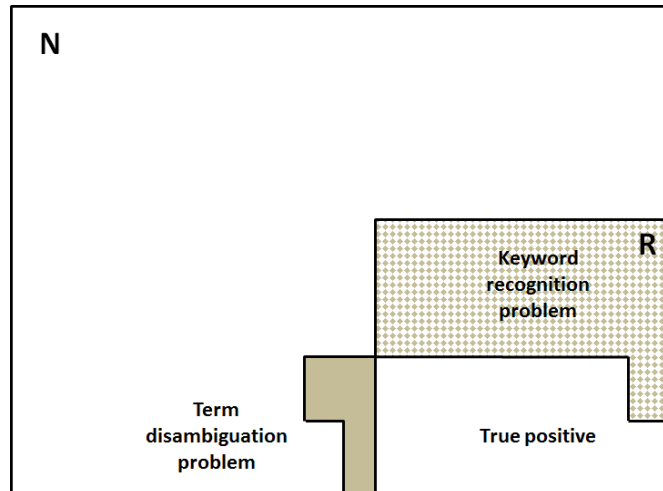 N
R
Keyword
recognition
problem
Term
disambiguation
problem
True positive